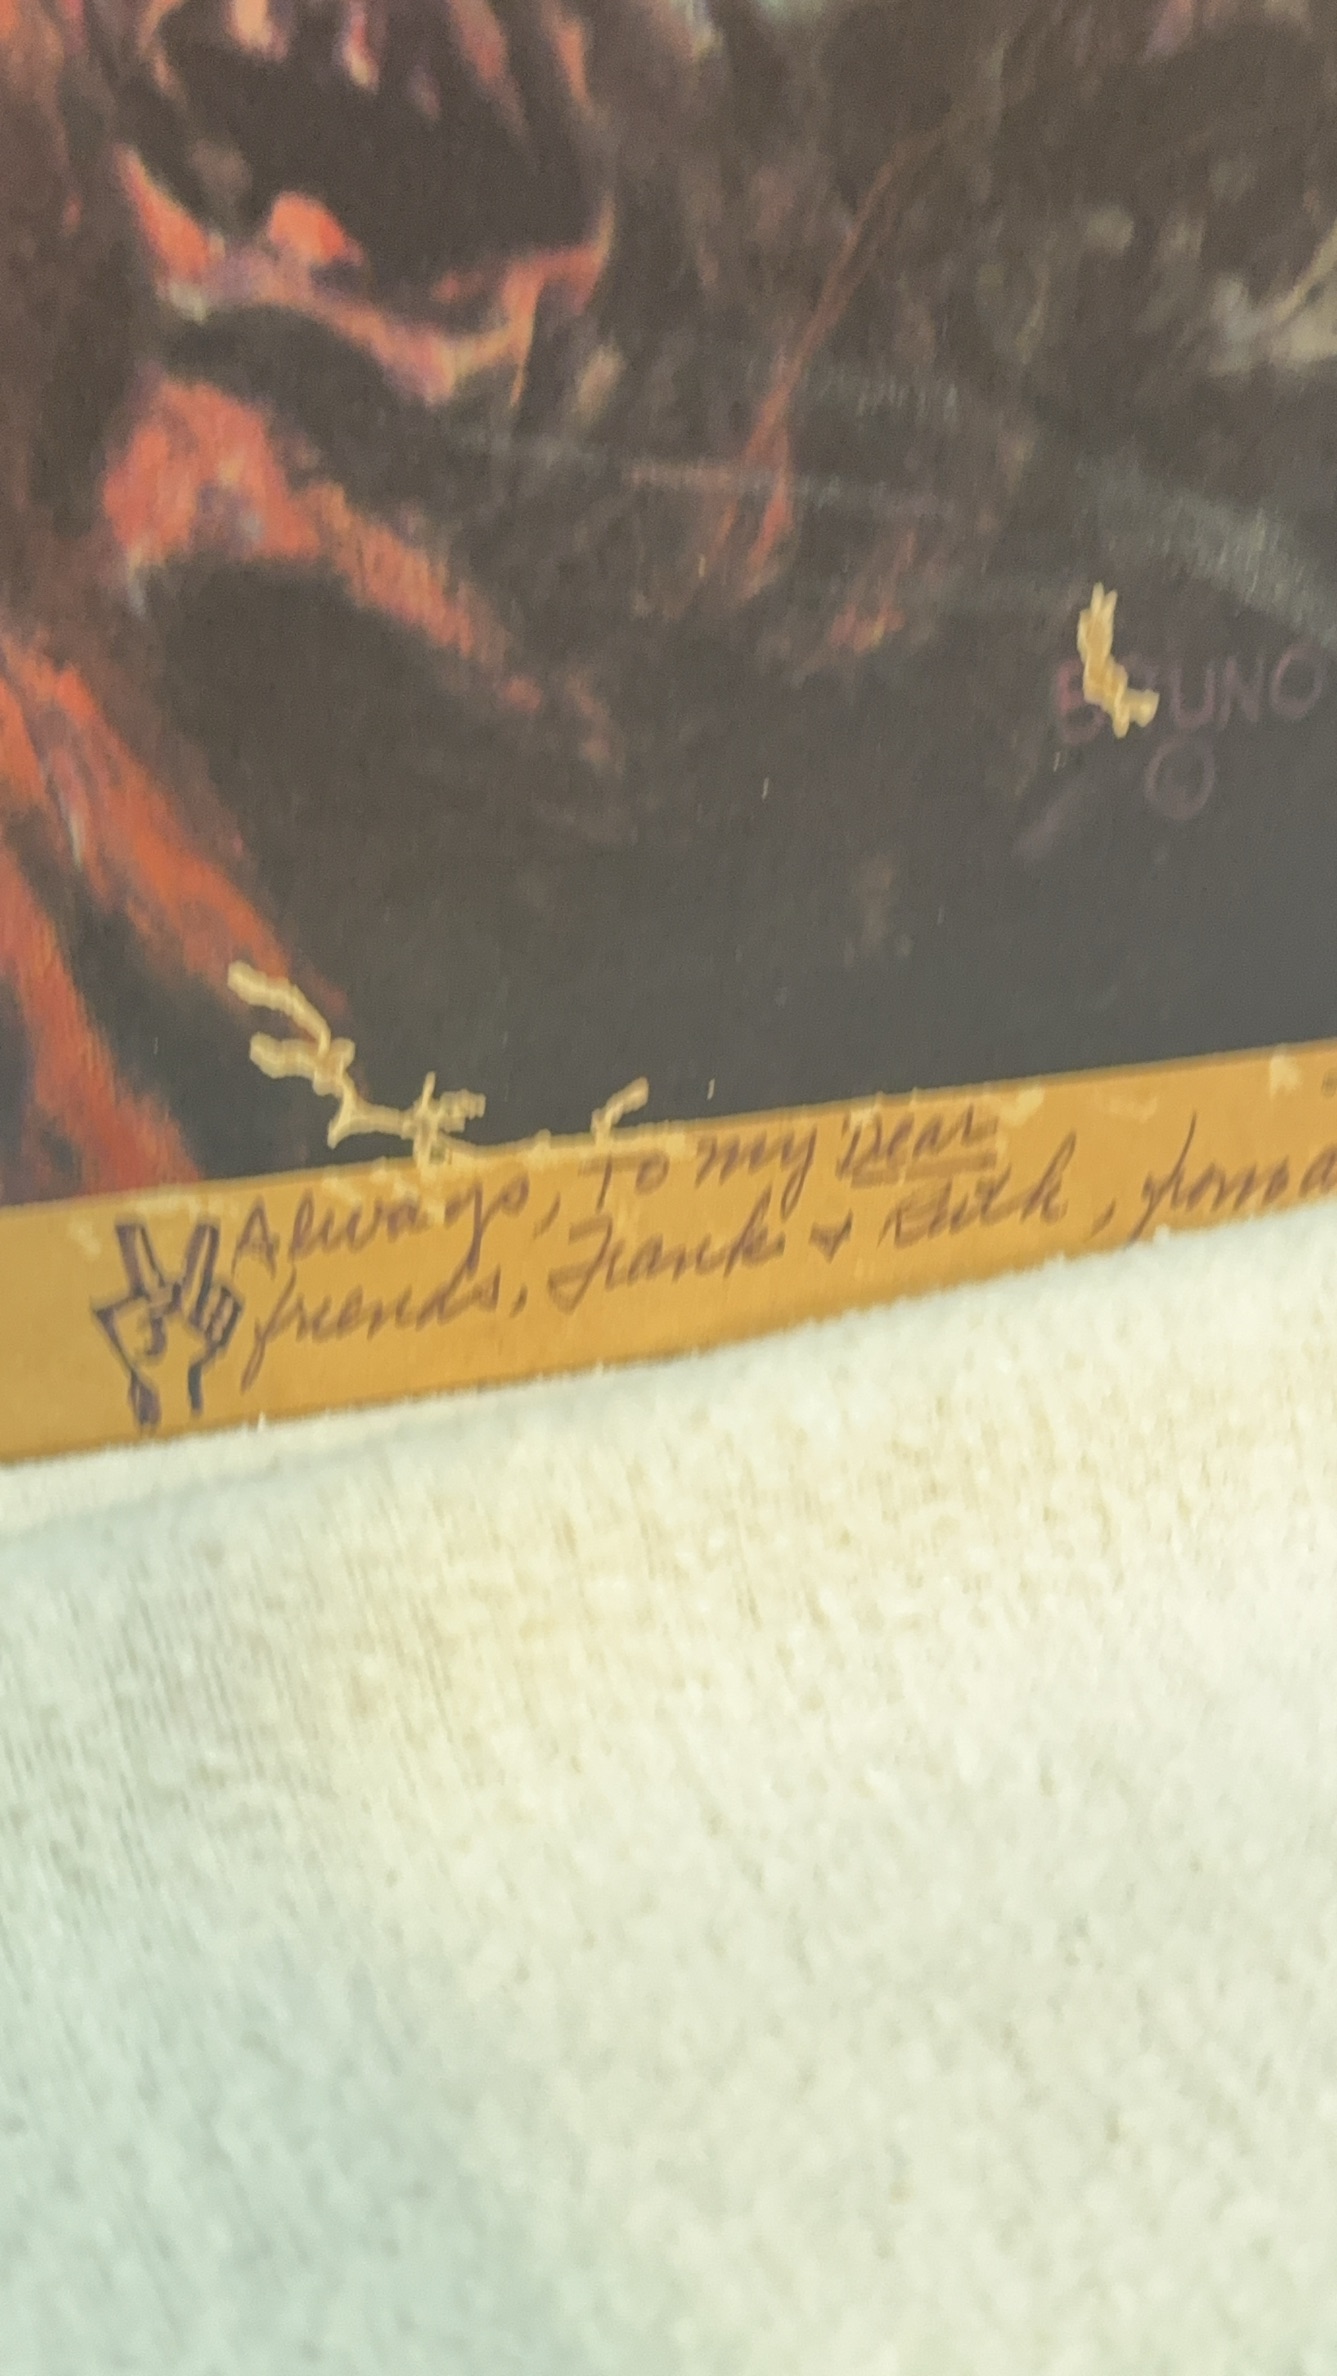 BRUNO
©
Always, To my Dear
friends, Frank & Ruth, from a